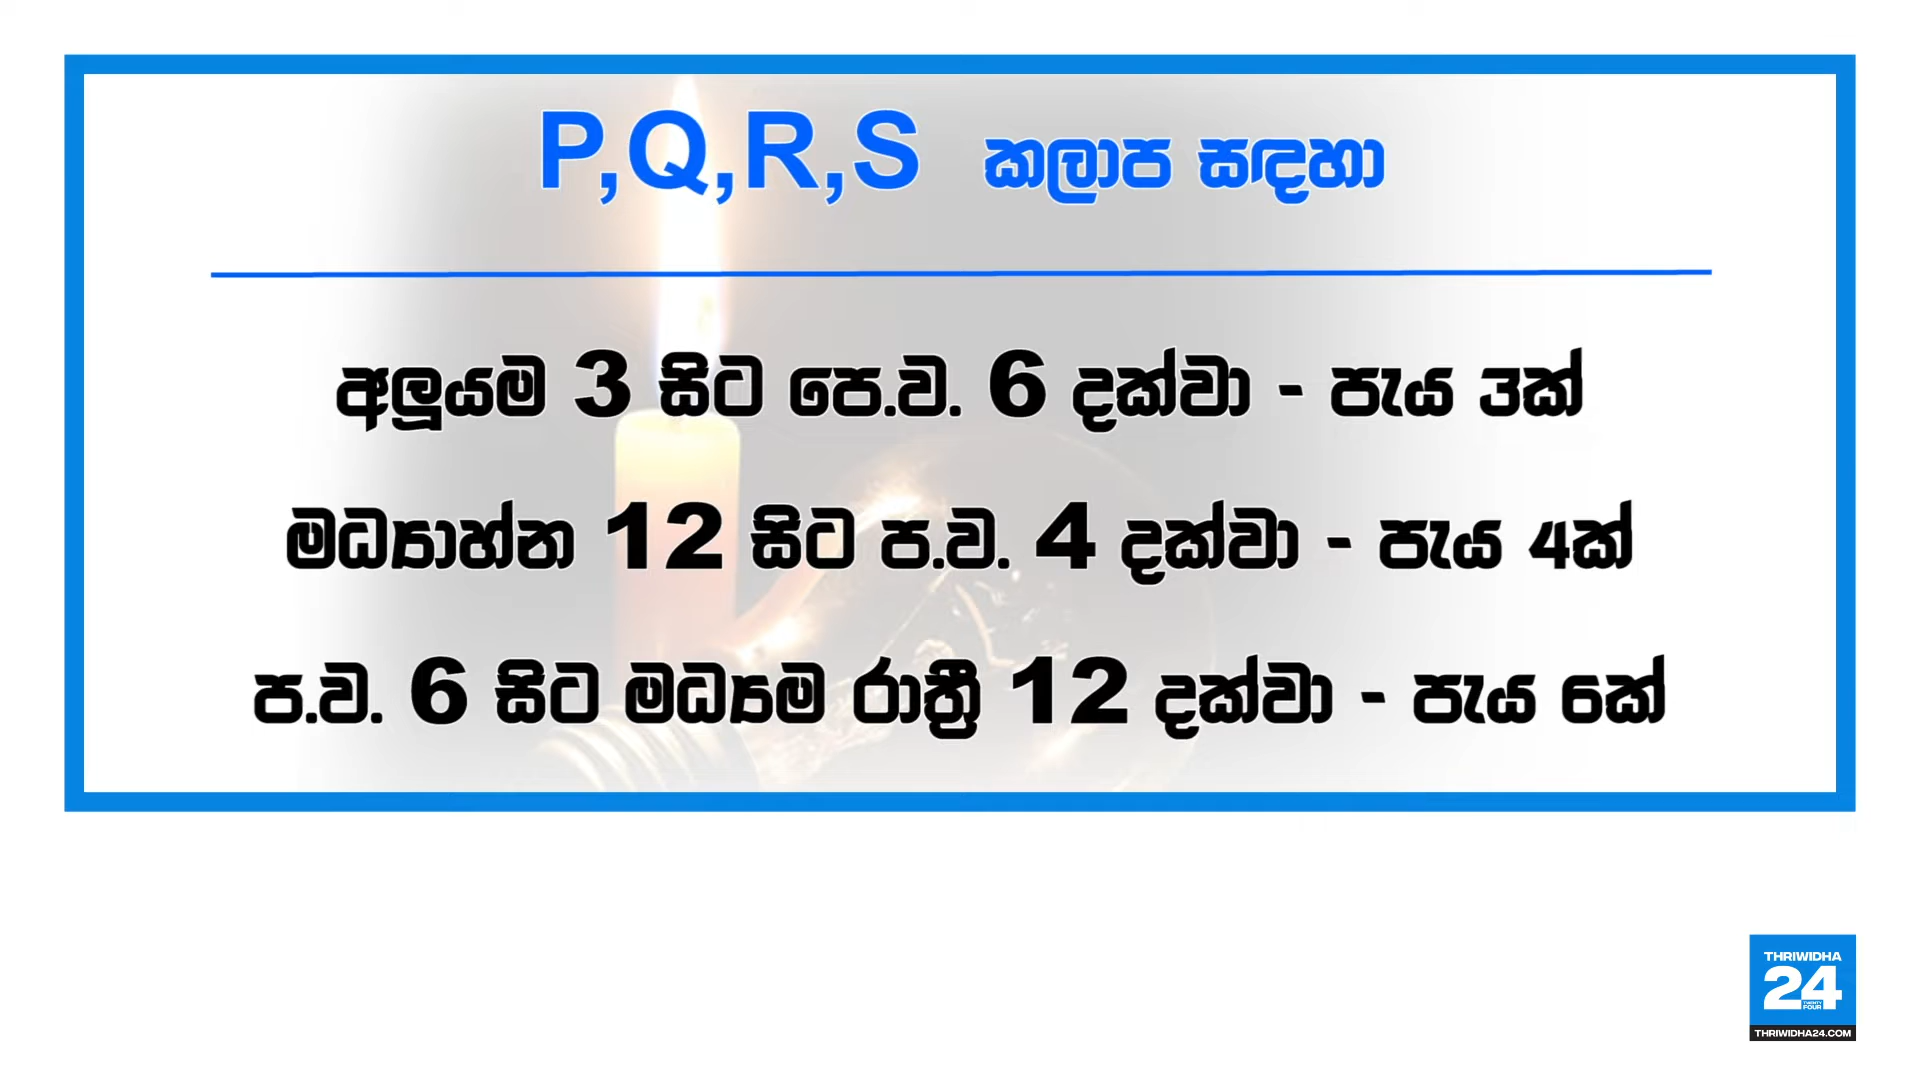 P,Q,R,S කලාප සඳහා
අලූයම 3 සිට පෙ.ව. 6 දක්වා - පැය 3ක්
මධ්‍යාහ්න 12 සිට ප.ව. 4 දක්වා - පැය 4ක්
ප.ව. 6 සිට මධ්‍යම රාත්‍රී 12 දක්වා - පැය 6ක්
THRIWIDHA
24
TWENTY
FOUR
THRIWIDHA24.COM